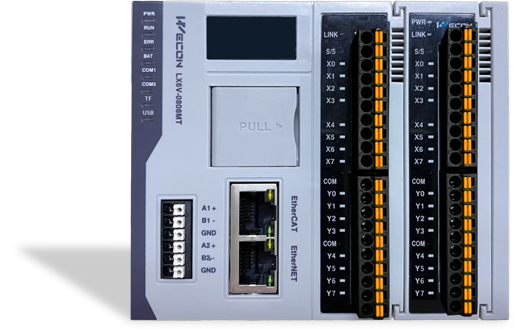 PWR
RUN
ERR
BAT
COM1
COM2
TF
USB
WECON
LX6V-0808MT
PULL >
A1 +
B1 -
GND
A2 +
B2 -
GND
EtherCAT
EtherNET
LINK
S/S
X0
X1
X2
X3
X4
X5
X6
X7
COM
Y0
Y1
Y2
Y3
COM
Y4
Y5
Y6
Y7
PWR
WECON
LINK
S/S
X0
X1
X2
X3
X4
X5
X6
X7
COM
Y0
Y1
Y2
Y3
COM
Y4
Y5
Y6
Y7